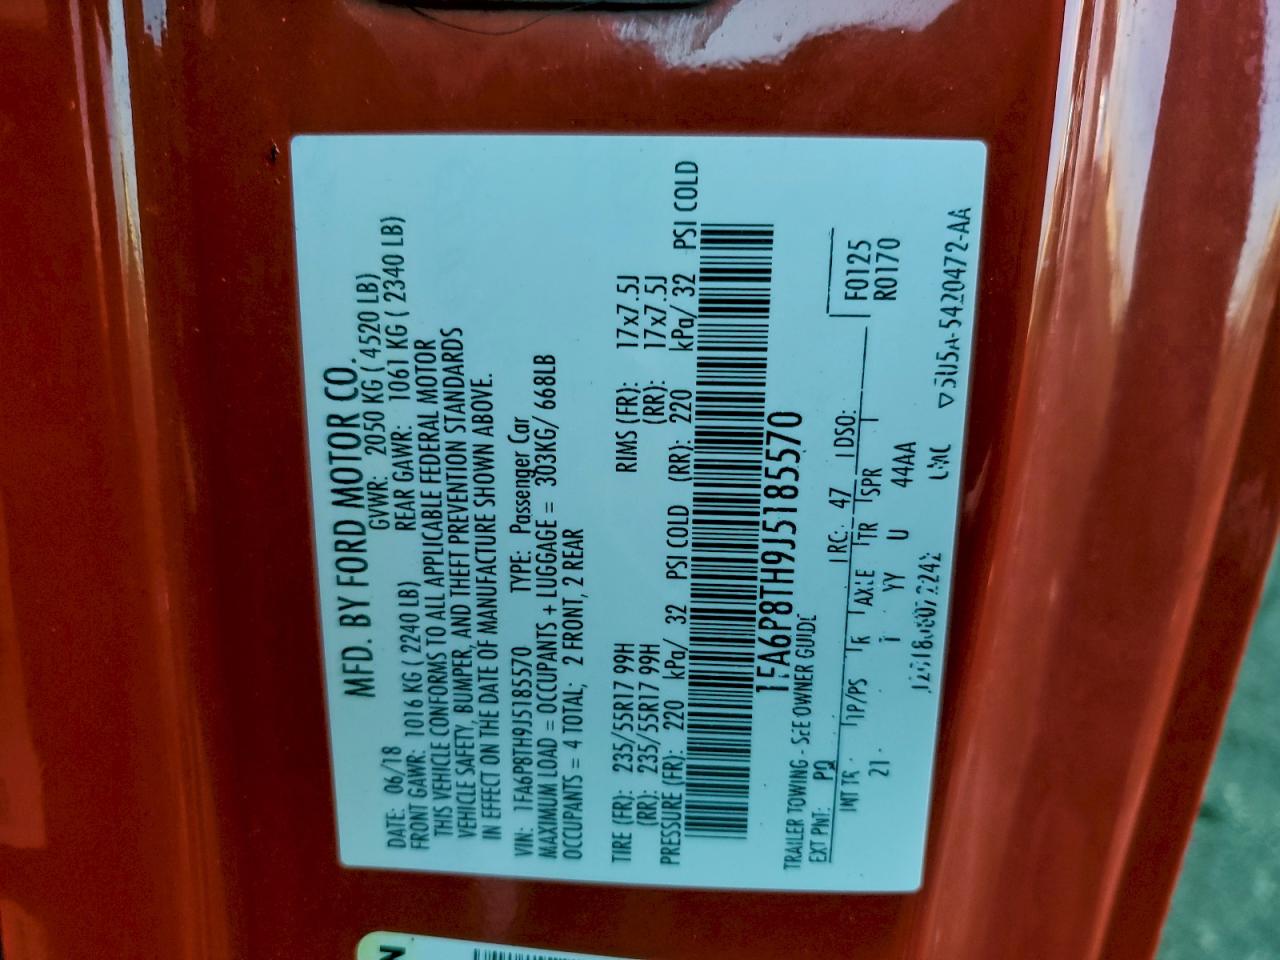 MFD. BY FORD MOTOR CO.
DATE: 06/18 GVWR: 2050 KG ( 4520 LB)
FRONT GAWR: 1016 KG ( 2240 LB) REAR GAWR: 1061 KG ( 2340 LB)
THIS VEHICLE CONFORMS TO ALL APPLICABLE FEDERAL MOTOR
VEHICLE SAFETY, BUMPER, AND THEFT PREVENTION STANDARDS
IN EFFECT ON THE DATE OF MANUFACTURE SHOWN ABOVE.
VIN: 1FA6P8TH9J5185570 TYPE: Passenger Car
MAXIMUM LOAD = OCCUPANTS + LUGGAGE = 303KG/ 668LB
OCCUPANTS = 4 TOTAL; 2 FRONT, 2 REAR
TIRE (FR): 235/55R17 99H RIMS (FR): 17x7.5J
(RR): 235/55R17 99H (RR): 17x7.5J
PRESSURE (FR): 220 kPa/ 32 PSI COLD (RR): 220 kPa/ 32 PSI COLD
1FA6P8TH9J5185570
TRAILER TOWING - SEE OWNER GUIDE
EXT PNT: PQ RC: 47 DSO: F0125
INT TR TP/PS R AXLE TR SPR R0170
21 YY U 44AA
UMC ▽5U5A-5420472-AA
N